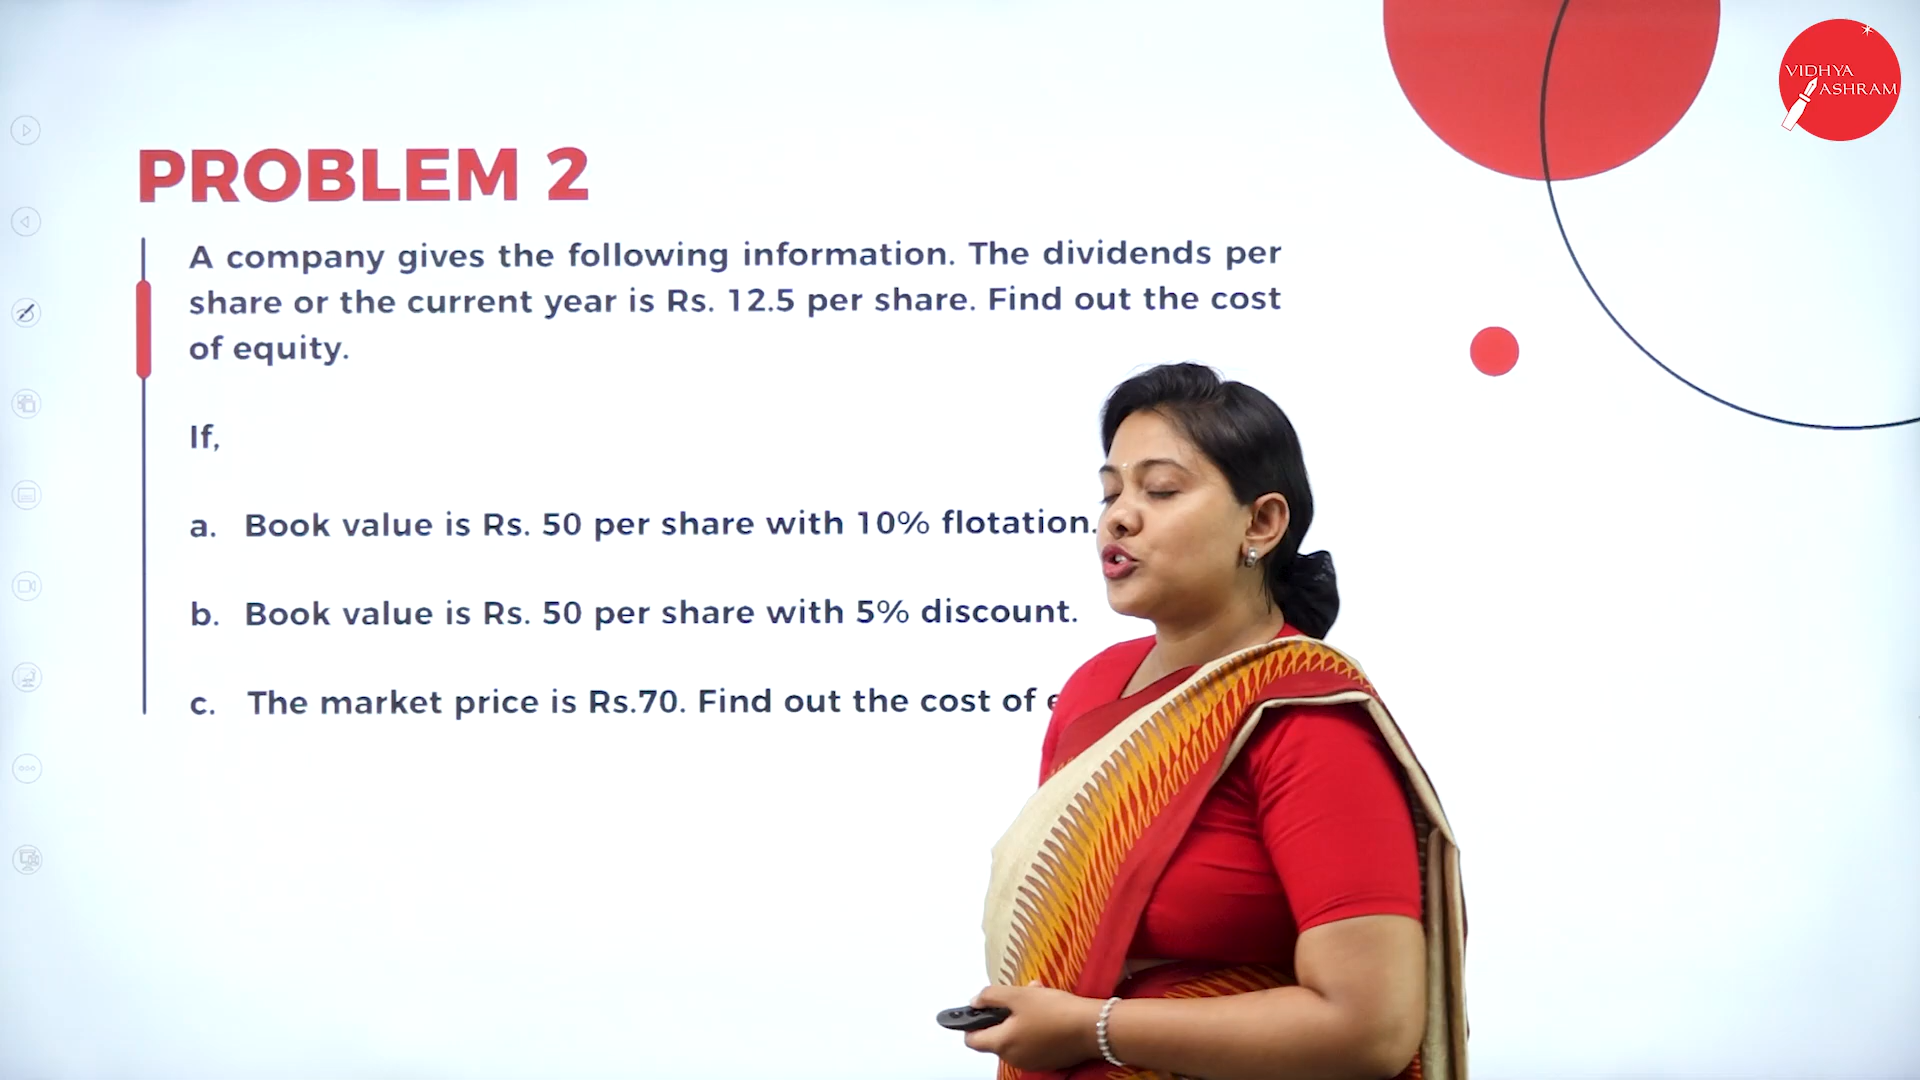 VIDHYA
ASHRAM
PROBLEM 2
A company gives the following information. The dividends per
share or the current year is Rs. 12.5 per share. Find out the cost
of equity.
If,
a. Book value is Rs. 50 per share with 10% flotation.
b. Book value is Rs. 50 per share with 5% discount.
c. The market price is Rs.70. Find out the cost of